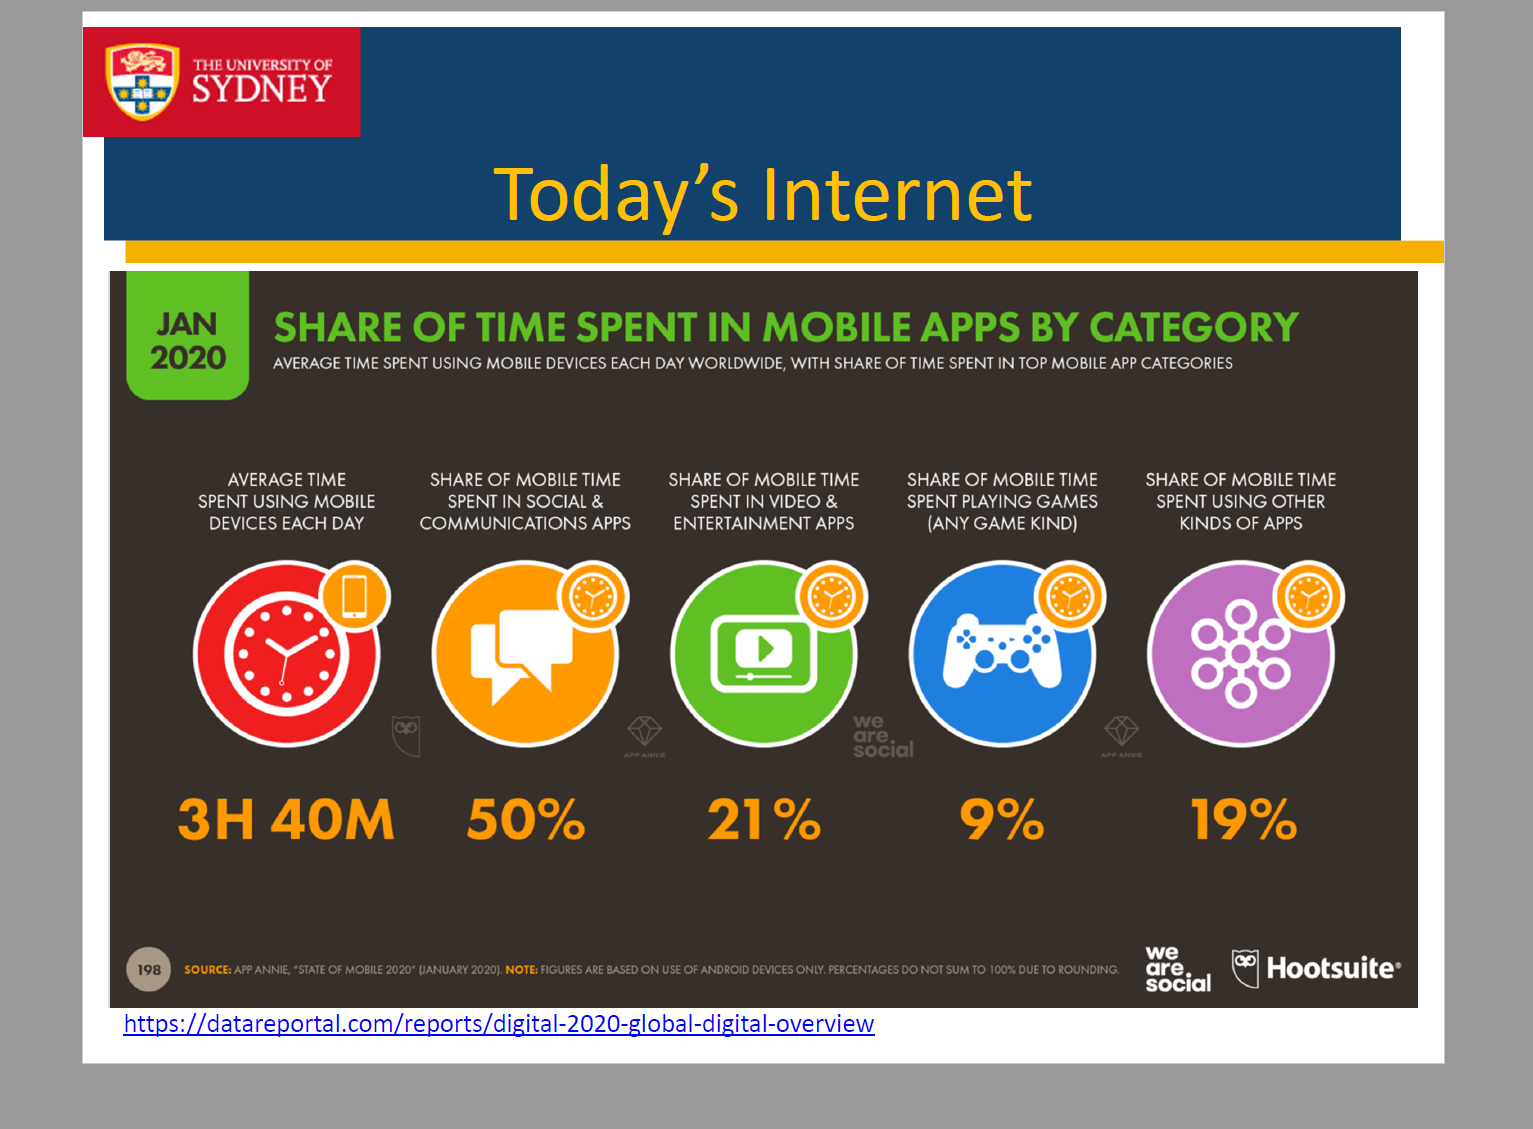 THE UNIVERSITY OF
SYDNEY
Today’s Internet
JAN
2020
SHARE OF TIME SPENT IN MOBILE APPS BY CATEGORY
AVERAGE TIME SPENT USING MOBILE DEVICES EACH DAY WORLDWIDE, WITH SHARE OF TIME SPENT IN TOP MOBILE APP CATEGORIES
AVERAGE TIME
SPENT USING MOBILE
DEVICES EACH DAY
SHARE OF MOBILE TIME
SPENT IN SOCIAL &
COMMUNICATIONS APPS
SHARE OF MOBILE TIME
SPENT IN VIDEO &
ENTERTAINMENT APPS
SHARE OF MOBILE TIME
SPENT PLAYING GAMES
(ANY GAME KIND)
SHARE OF MOBILE TIME
SPENT USING OTHER
KINDS OF APPS
APP ANNIE
we
are
social
APP ANNIE
3H 40M
50%
21%
9%
19%
198
SOURCE: APP ANNIE, "STATE OF MOBILE 2020" (JANUARY 2020). NOTE: FIGURES ARE BASED ON USE OF ANDROID DEVICES ONLY. PERCENTAGES DO NOT SUM TO 100% DUE TO ROUNDING.
we
are
social
Hootsuite®
https://datareportal.com/reports/digital-2020-global-digital-overview